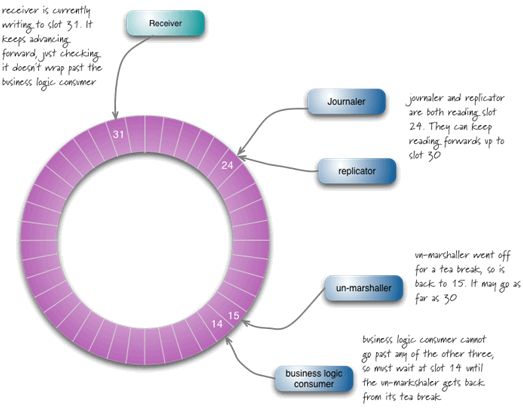 receiver is currently
writing to slot 31. It
keeps advancing
forward, just checking
it doesn't wrap past the
business logic consumer
Receiver
31
Journaler
journaler and replicator
are both reading slot
24. They can keep
reading forwards up to
slot 30
24
replicator
un-marshaller went off
for a tea break, so is
back to 15. It may go as
far as 30
un-marshaller
15
14
business logic consumer cannot
go past any of the other three,
so must wait at slot 14 until
the un-markshaler gets back
from its tea break
business logic
consumer